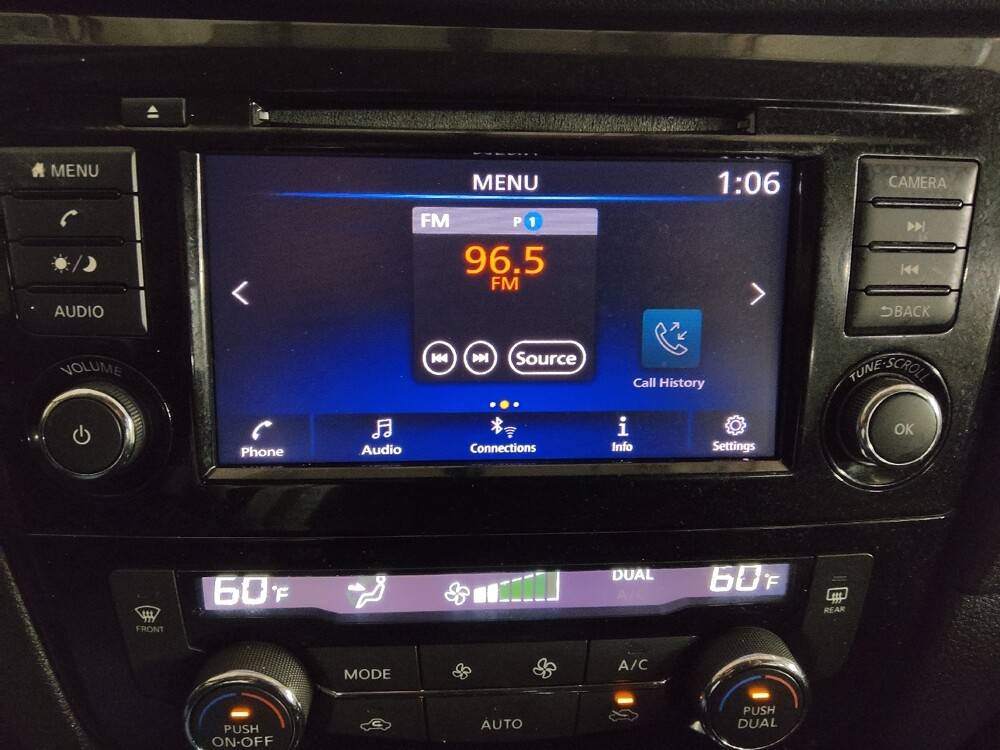 MENU
AUDIO
VOLUME
MENU
1:06
FM
P 1
96.5
FM
Source
Call History
Phone
Audio
Connections
Info
Settings
CAMERA
BACK
TUNE·SCROLL
OK
60°F
DUAL
A/C
60°F
FRONT
REAR
MODE
A/C
AUTO
PUSH
ON·OFF
PUSH
DUAL